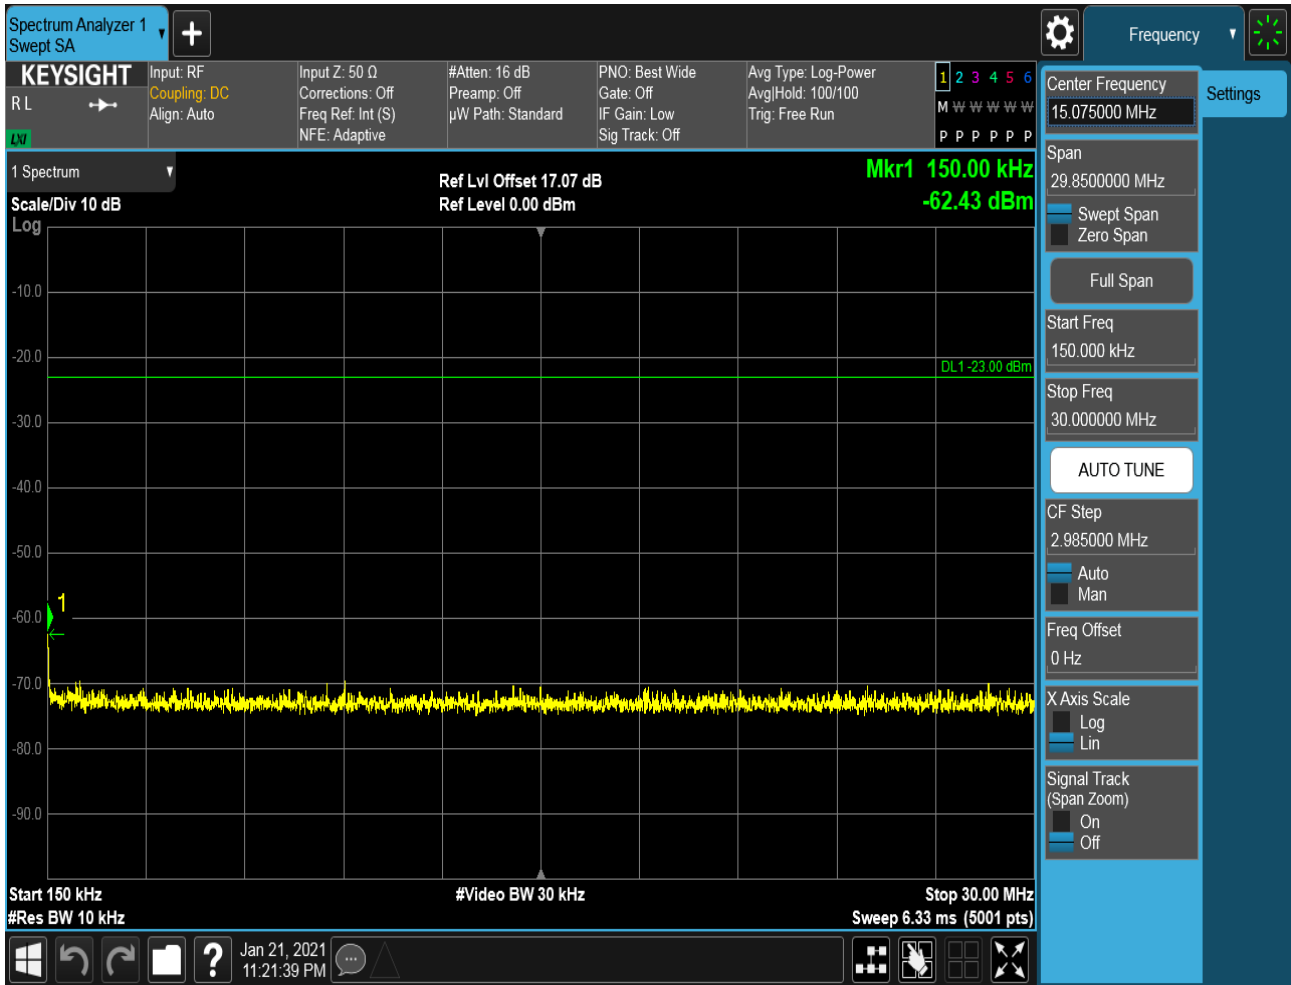 Spectrum Analyzer 1
Swept SA
Frequency
KEYSIGHT
R L
LXI
Input: RF
Coupling: DC
Align: Auto
Input Z: 50 Ω
Corrections: Off
Freq Ref: Int (S)
NFE: Adaptive
#Atten: 16 dB
Preamp: Off
µW Path: Standard
PNO: Best Wide
Gate: Off
IF Gain: Low
Sig Track: Off
Avg Type: Log-Power
Avg|Hold: 100/100
Trig: Free Run
1 2 3 4 5 6
M W W W W W
P P P P P P
1 Spectrum
Scale/Div 10 dB
Log
Ref Lvl Offset 17.07 dB
Ref Level 0.00 dBm
Mkr1 150.00 kHz
-62.43 dBm
-10.0
-20.0
DL1 -23.00 dBm
-30.0
-40.0
-50.0
1
-60.0
-70.0
-80.0
-90.0
Start 150 kHz
#Video BW 30 kHz
Stop 30.00 MHz
#Res BW 10 kHz
Sweep 6.33 ms (5001 pts)
Jan 21, 2021
11:21:39 PM
?
Center Frequency
15.075000 MHz
Settings
Span
29.8500000 MHz
Swept Span
Zero Span
Full Span
Start Freq
150.000 kHz
Stop Freq
30.000000 MHz
AUTO TUNE
CF Step
2.985000 MHz
Auto
Man
Freq Offset
0 Hz
X Axis Scale
Log
Lin
Signal Track
(Span Zoom)
On
Off